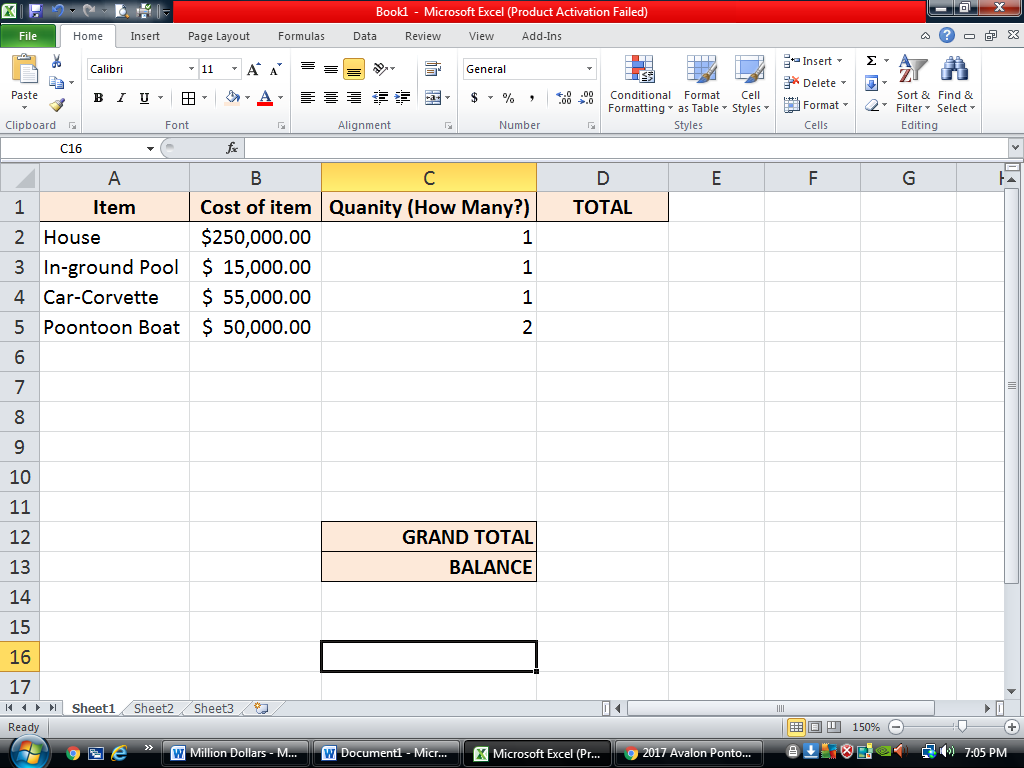 Book1 - Microsoft Excel (Product Activation Failed)
File Home Insert Page Layout Formulas Data Review View Add-Ins
Paste
Calibri 11
B I U A
General
$ % ,
Conditional Formatting
Format as Table
Cell Styles
Insert
Delete
Format
Σ
Sort & Filter
Find & Select
Clipboard Font Alignment Number Styles Cells Editing
C16 fx
A B C D E F G H
1 Item Cost of item Quanity (How Many?) TOTAL
2 House $250,000.00 1
3 In-ground Pool $ 15,000.00 1
4 Car-Corvette $ 55,000.00 1
5 Poontoon Boat $ 50,000.00 2
6
7
8
9
10
11
12 GRAND TOTAL
13 BALANCE
14
15
16
17
Sheet1 Sheet2 Sheet3
Ready 150%
Million Dollars - M... Document1 - Micr... Microsoft Excel (Pr... 2017 Avalon Ponto... 7:05 PM